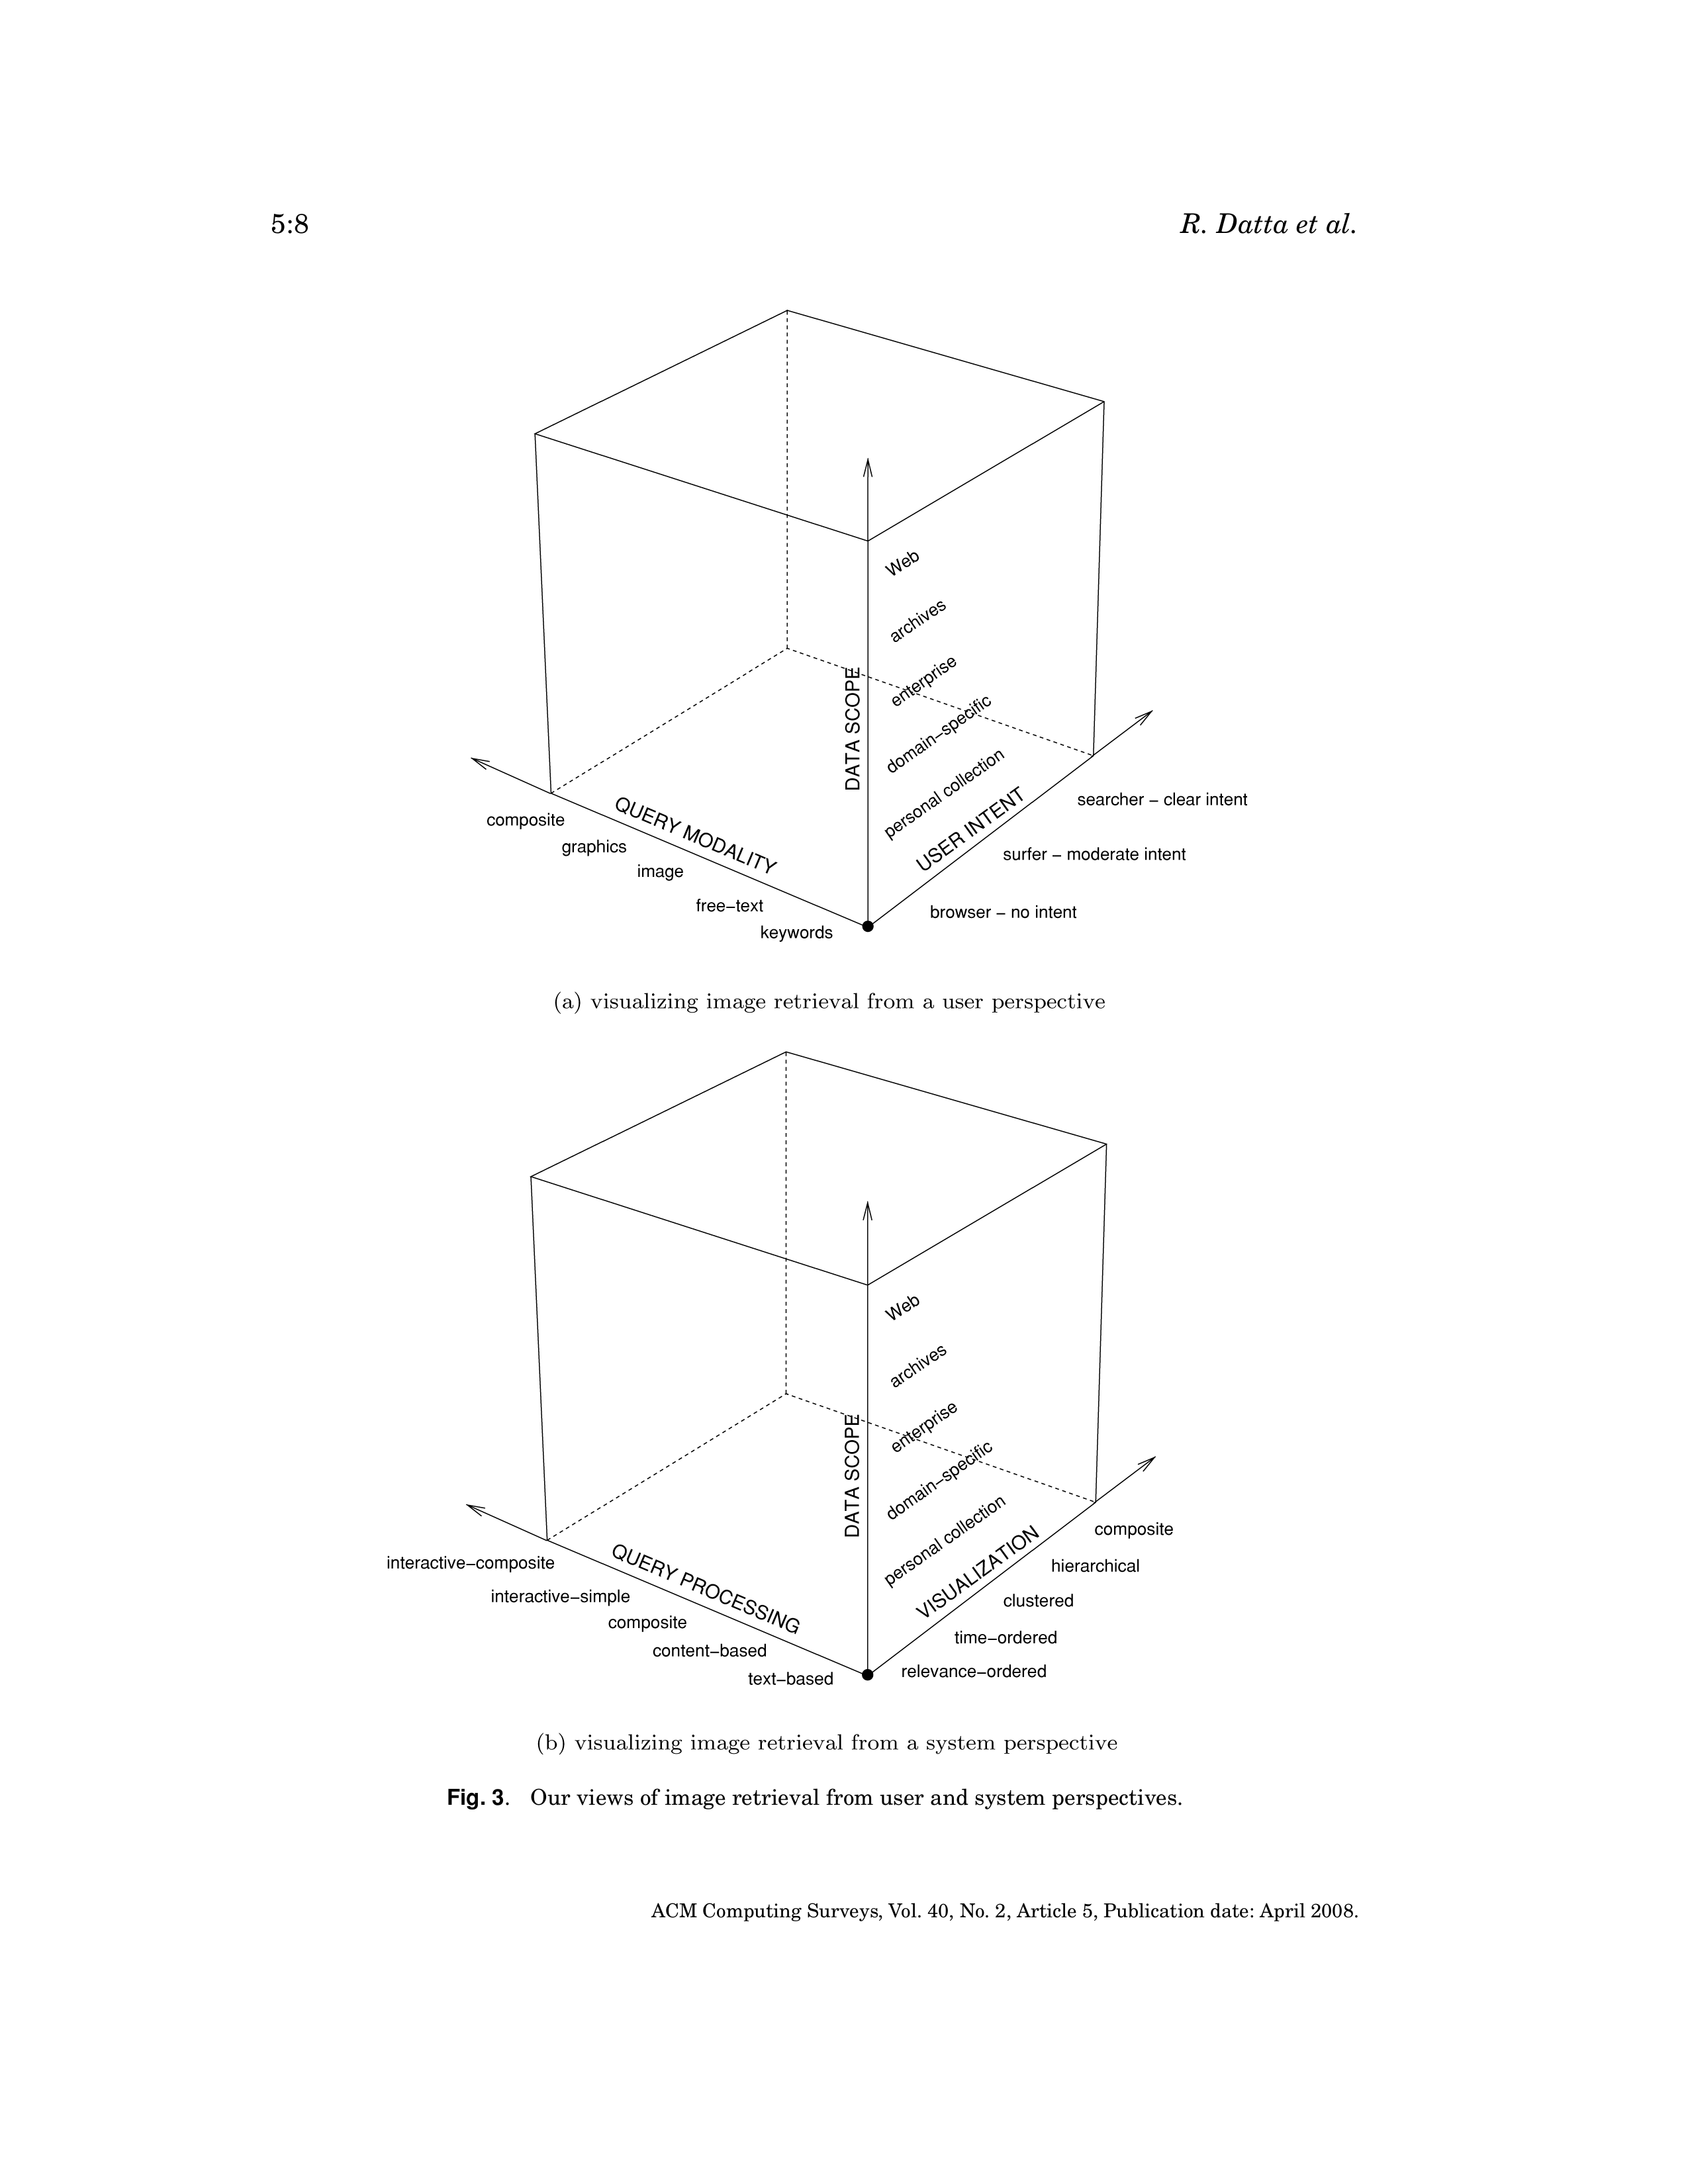 5:8
R. Datta et al.
Web
archives
enterprise
domain–specific
personal collection
DATA SCOPE
USER INTENT
QUERY MODALITY
searcher – clear intent
surfer – moderate intent
browser – no intent
composite
graphics
image
free–text
keywords
(a) visualizing image retrieval from a user perspective
Web
archives
enterprise
domain–specific
personal collection
DATA SCOPE
VISUALIZATION
QUERY PROCESSING
composite
hierarchical
clustered
time–ordered
relevance–ordered
interactive–composite
interactive–simple
composite
content–based
text–based
(b) visualizing image retrieval from a system perspective
Fig. 3. Our views of image retrieval from user and system perspectives.
ACM Computing Surveys, Vol. 40, No. 2, Article 5, Publication date: April 2008.